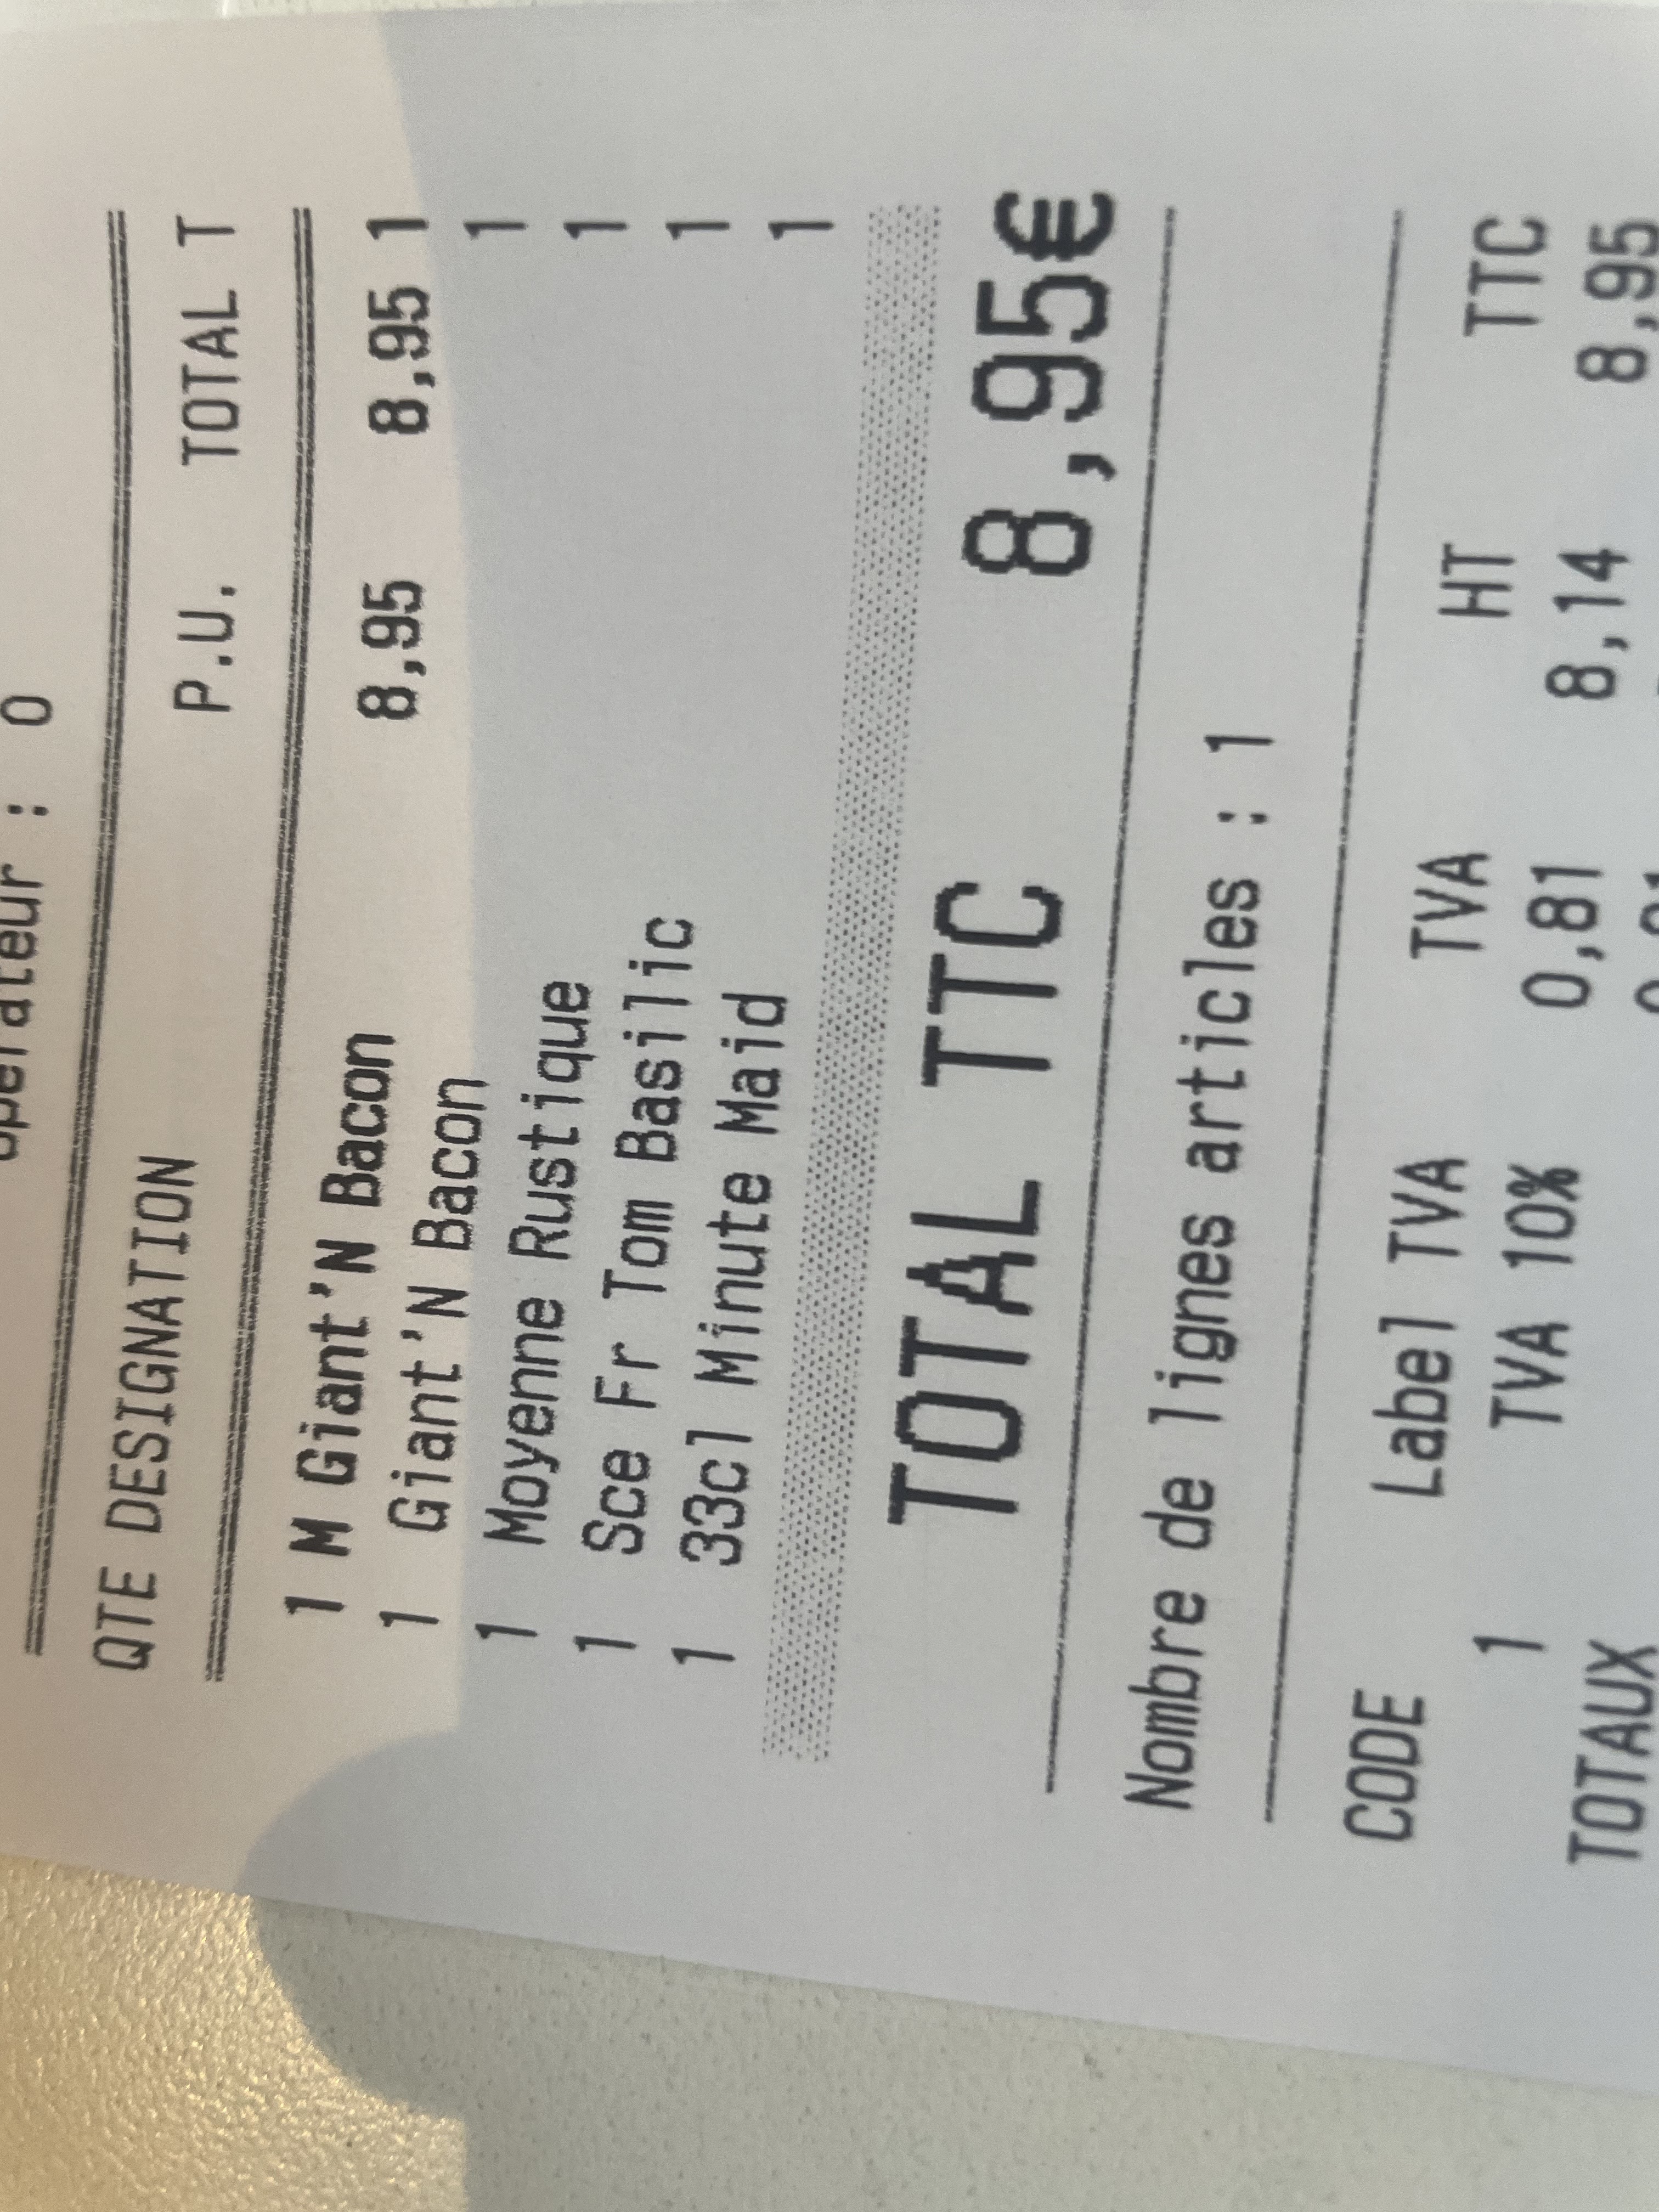 opérateur : 0
QTE DESIGNATION P.U. TOTAL T
1 M Giant'N Bacon 8,95 8,95 1
1 Giant'N Bacon 1
1 Moyenne Rustique 1
1 Sce Fr Tom Basilic 1
1 33cl Minute Maid 1
TOTAL TTC 8,95€
Nombre de lignes articles : 1
CODE Label TVA TVA HT TTC
1 TVA 10% 0,81 8,14 8,95
TOTAUX